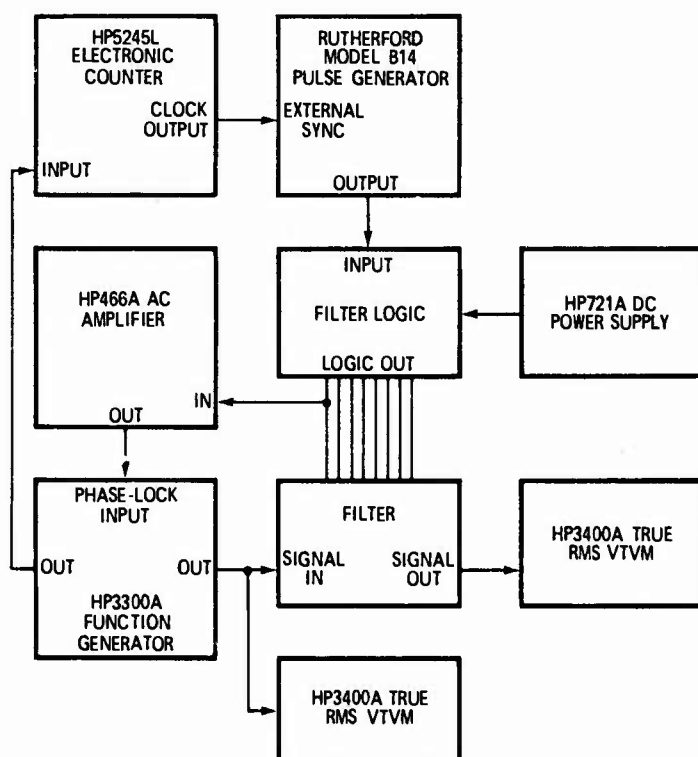 HP5245L
ELECTRONIC
COUNTER
CLOCK
OUTPUT
INPUT
RUTHERFORD
MODEL B14
PULSE GENERATOR
EXTERNAL
SYNC
OUTPUT
HP466A AC
AMPLIFIER
IN
OUT
INPUT
FILTER LOGIC
LOGIC OUT
HP721A DC
POWER SUPPLY
PHASE-LOCK
INPUT
OUT
OUT
HP3300A
FUNCTION
GENERATOR
FILTER
SIGNAL
IN
SIGNAL
OUT
HP3400A TRUE
RMS VTVM
HP3400A TRUE
RMS VTVM